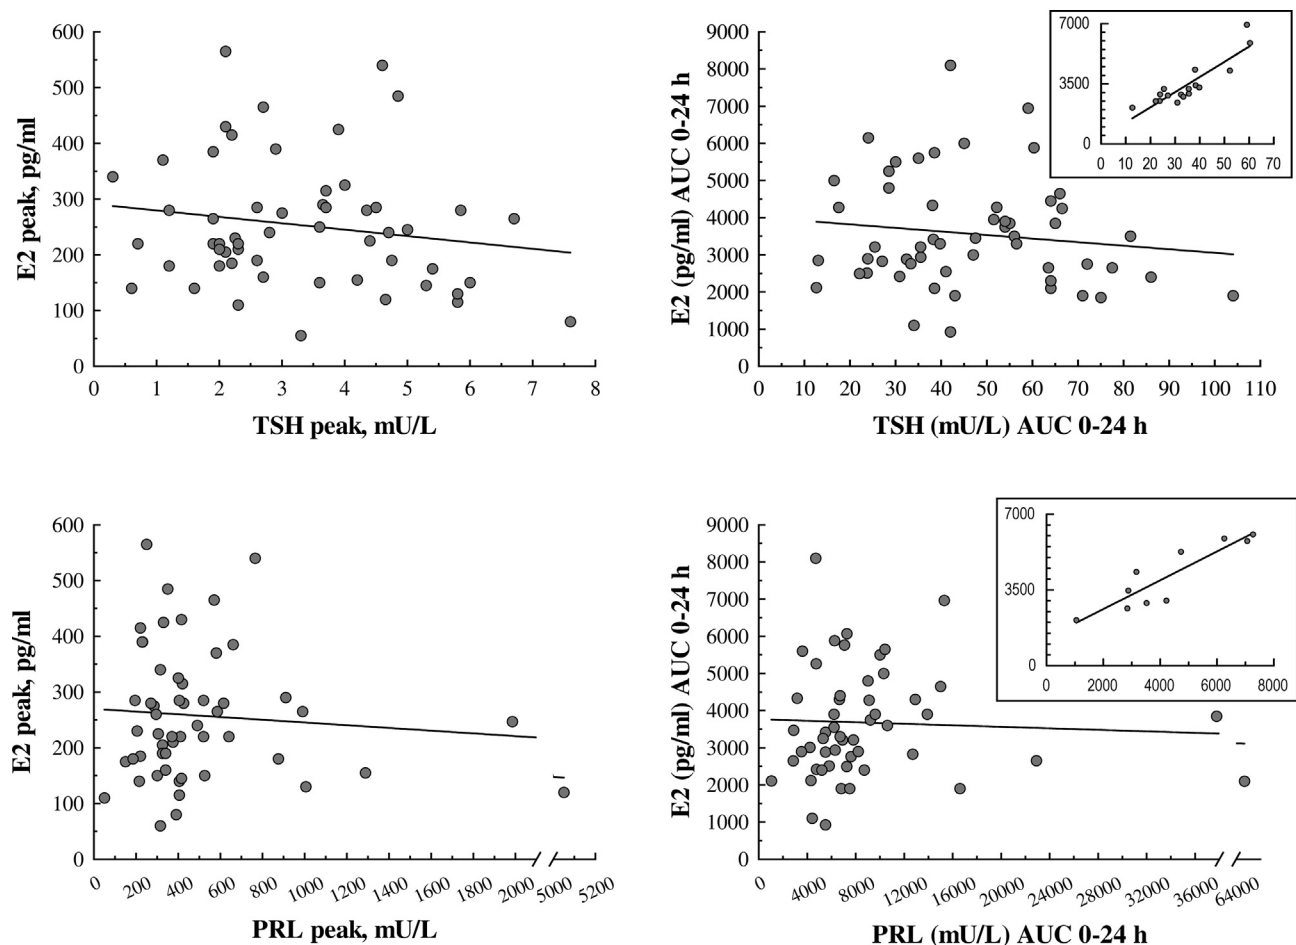 600
500
400
300
200
100
0
E2 peak, pg/ml
0 1 2 3 4 5 6 7 8
TSH peak, mU/L
9000
8000
7000
6000
5000
4000
3000
2000
1000
0
E2 (pg/ml) AUC 0-24 h
0 10 20 30 40 50 60 70 80 90 100 110
TSH (mU/L) AUC 0-24 h
7000
3500
0
0 10 20 30 40 50 60 70
600
500
400
300
200
100
0
E2 peak, pg/ml
0 200 400 600 800 1000 1200 1400 1600 1800 2000 5000 5200
PRL peak, mU/L
9000
8000
7000
6000
5000
4000
3000
2000
1000
0
E2 (pg/ml) AUC 0-24 h
0 4000 8000 12000 16000 20000 24000 28000 32000 36000 64000
PRL (mU/L) AUC 0-24 h
7000
3500
0
0 2000 4000 6000 8000